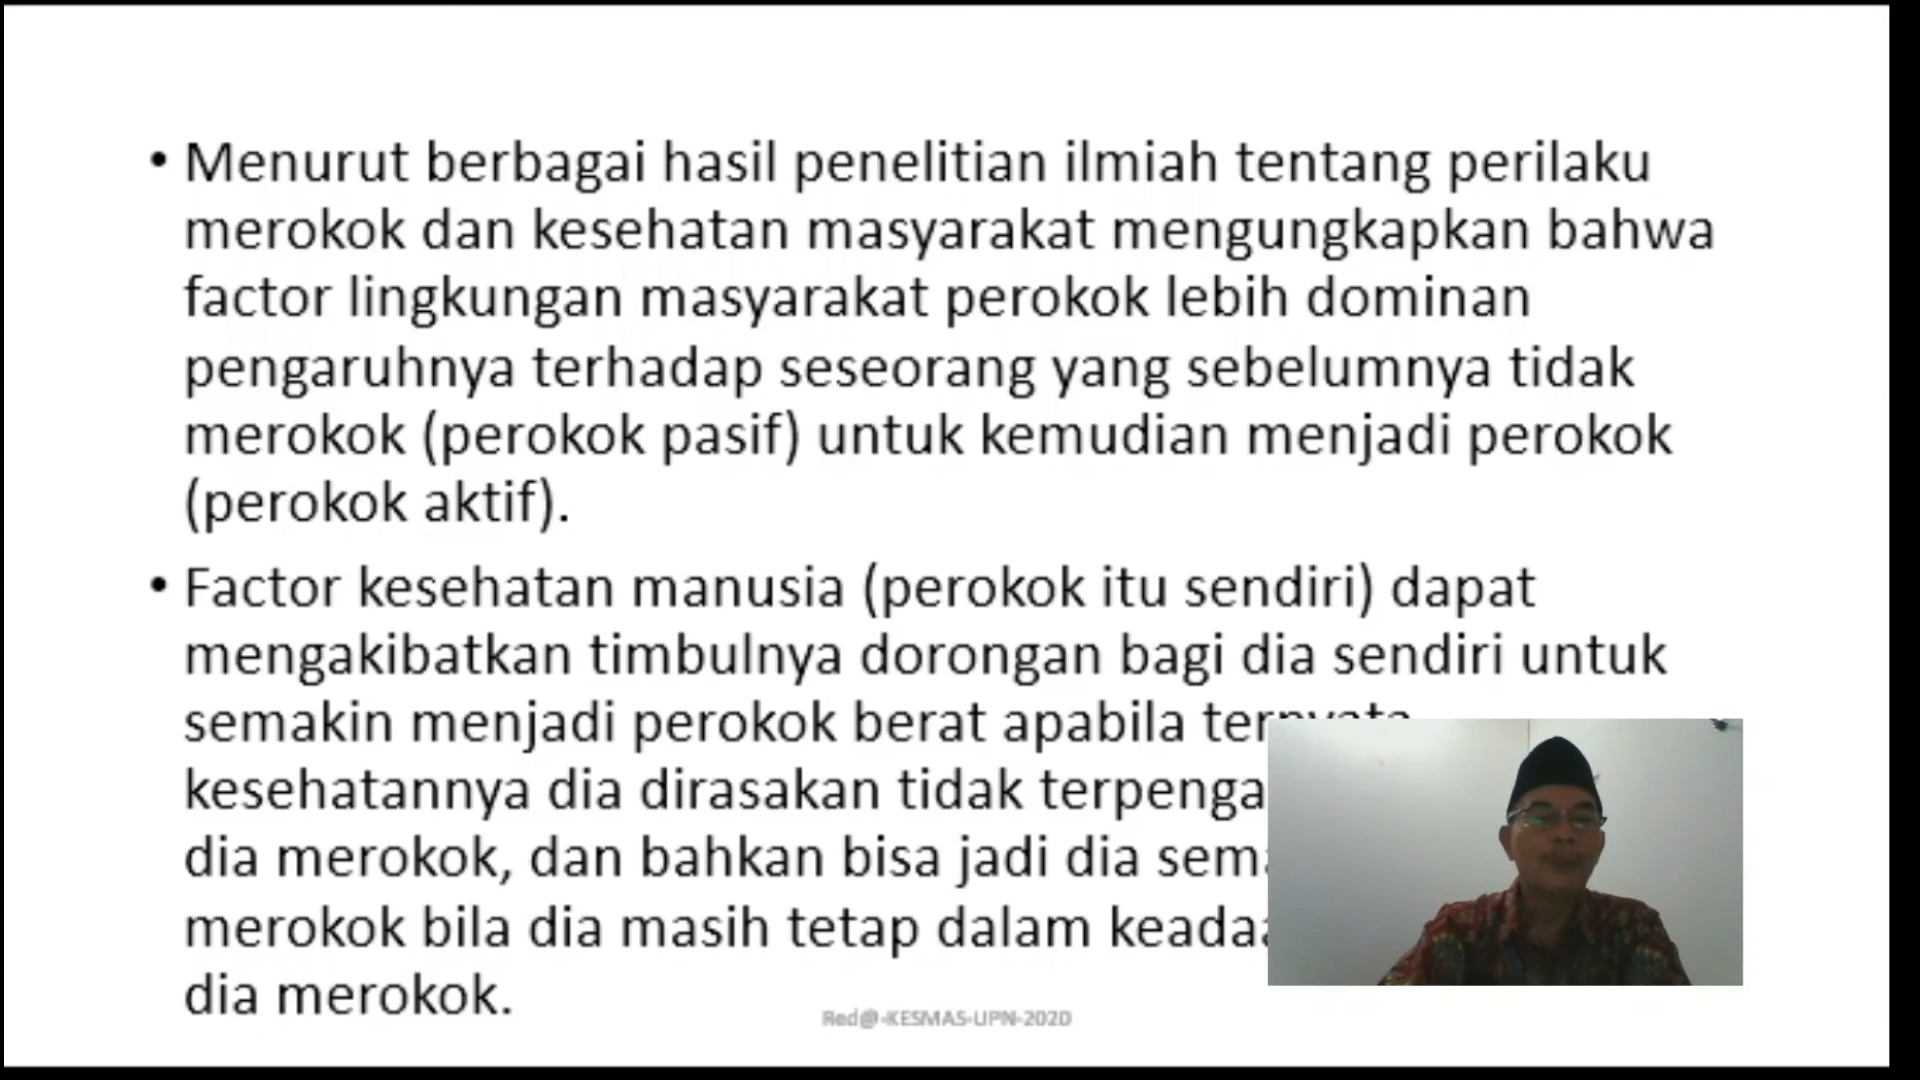 • Menurut berbagai hasil penelitian ilmiah tentang perilaku
merokok dan kesehatan masyarakat mengungkapkan bahwa
factor lingkungan masyarakat perokok lebih dominan
pengaruhnya terhadap seseorang yang sebelumnya tidak
merokok (perokok pasif) untuk kemudian menjadi perokok
(perokok aktif).
• Factor kesehatan manusia (perokok itu sendiri) dapat
mengakibatkan timbulnya dorongan bagi dia sendiri untuk
semakin menjadi perokok berat apabila ternyata
kesehatannya dia dirasakan tidak
dia merokok, dan bahkan bisa jadi dia
merokok bila dia masih tetap dalam
dia merokok.
Red@-KESMAS-UPN-2020